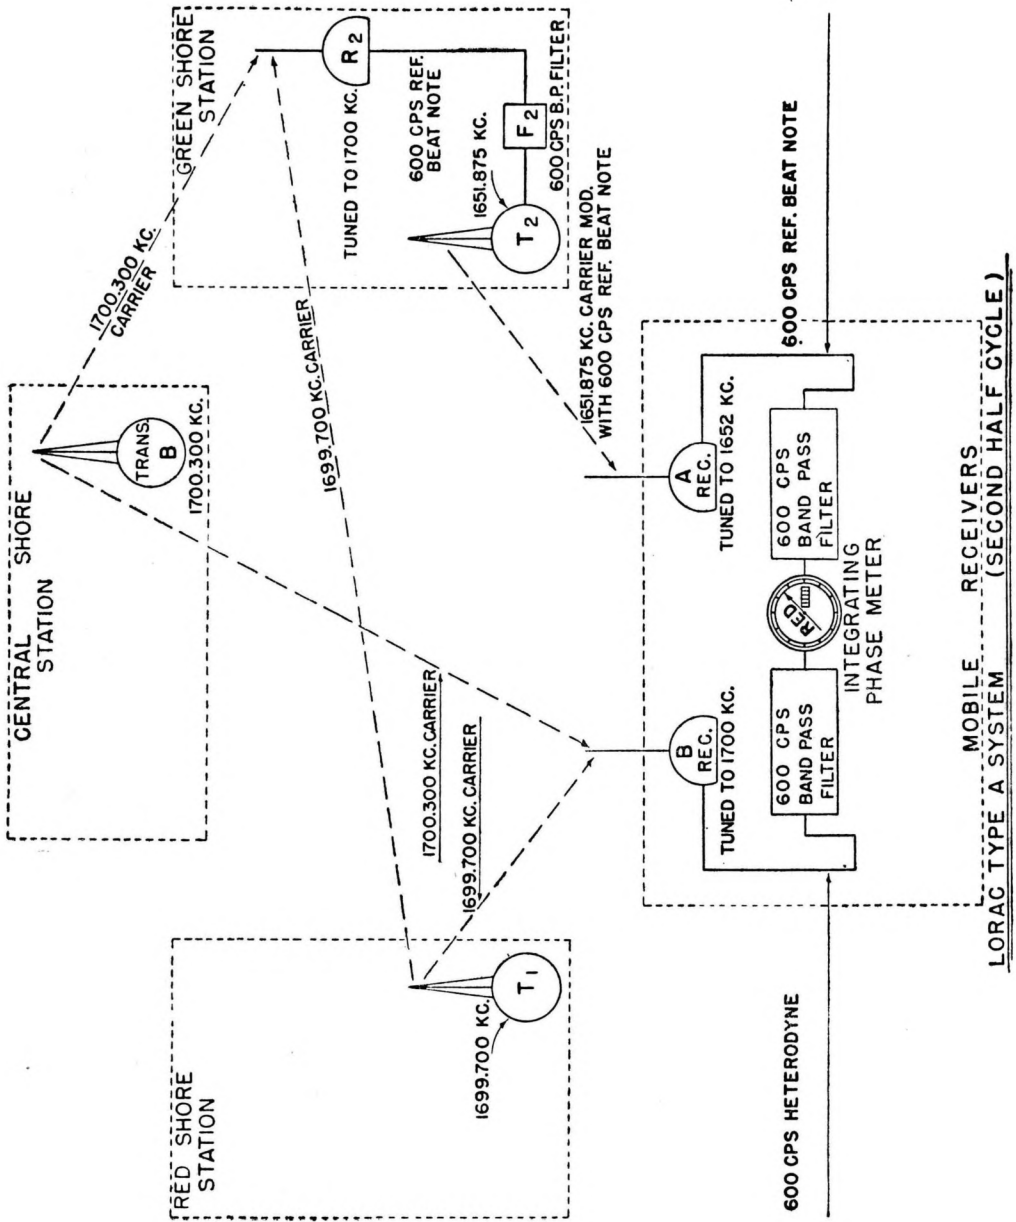 CENTRAL SHORE
STATION
TRANS.
B
1700.300 KC.
RED SHORE
STATION
1699.700 KC.
T1
GREEN SHORE
STATION
R2
TUNED TO 1700 KC.
600 CPS REF.
BEAT NOTE
1651.875 KC.
T2
F2
600 CPS B.P. FILTER
1700.300 KC.
CARRIER
1699.700 KC. CARRIER
1700.300 KC. CARRIER
1699.700 KC. CARRIER
1651.875 KC. CARRIER MOD.
WITH 600 CPS REF. BEAT NOTE
B
REC.
TUNED TO 1700 KC.
A
REC.
TUNED TO 1652 KC.
600 CPS
BAND PASS
FILTER
RED
600 CPS
BAND PASS
FILTER
INTEGRATING
PHASE METER
600 CPS HETERODYNE
600 CPS REF. BEAT NOTE
MOBILE RECEIVERS
LORAC TYPE A SYSTEM (SECOND HALF CYCLE)